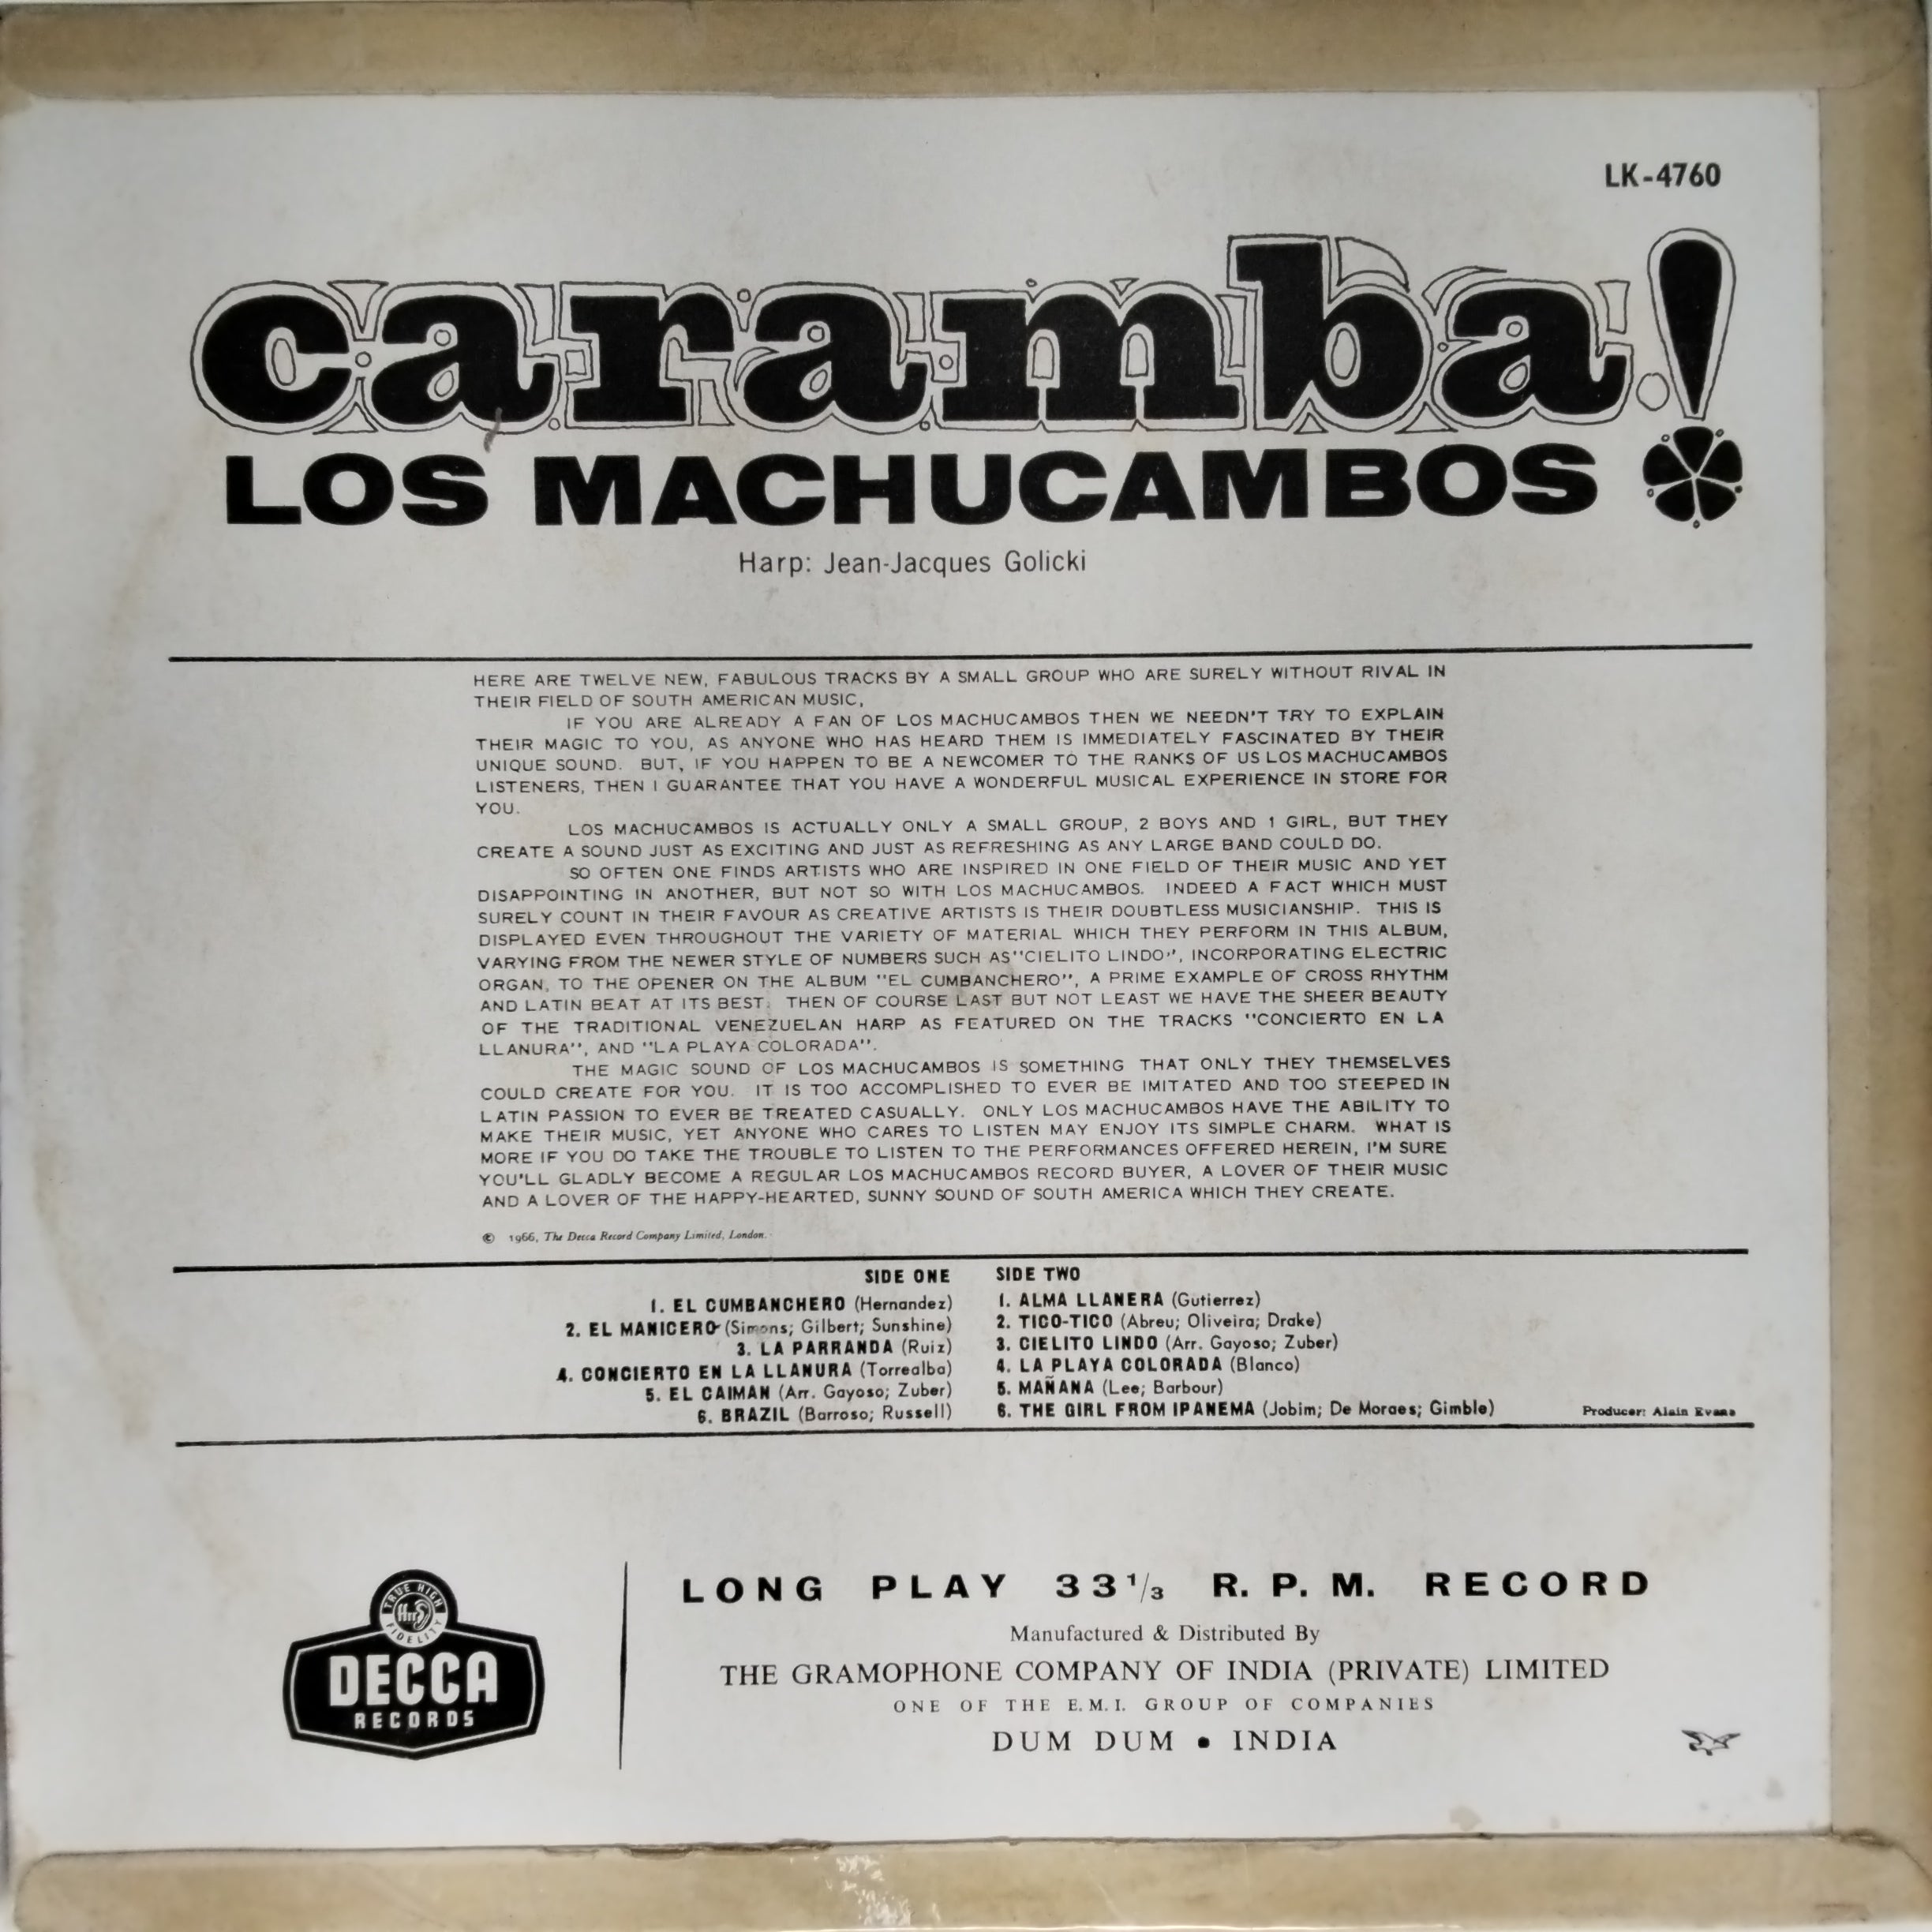 LK-4760
caramba!
LOS MACHUCAMBOS
Harp: Jean-Jacques Golicki
HERE ARE TWELVE NEW, FABULOUS TRACKS BY A SMALL GROUP WHO ARE SURELY WITHOUT RIVAL IN
THEIR FIELD OF SOUTH AMERICAN MUSIC,
IF YOU ARE ALREADY A FAN OF LOS MACHUCAMBOS THEN WE NEEDN'T TRY TO EXPLAIN
THEIR MAGIC TO YOU, AS ANYONE WHO HAS HEARD THEM IS IMMEDIATELY FASCINATED BY THEIR
UNIQUE SOUND. BUT, IF YOU HAPPEN TO BE A NEWCOMER TO THE RANKS OF US LOS MACHUCAMBOS
LISTENERS, THEN I GUARANTEE THAT YOU HAVE A WONDERFUL MUSICAL EXPERIENCE IN STORE FOR
YOU.
LOS MACHUCAMBOS IS ACTUALLY ONLY A SMALL GROUP, 2 BOYS AND 1 GIRL, BUT THEY
CREATE A SOUND JUST AS EXCITING AND JUST AS REFRESHING AS ANY LARGE BAND COULD DO.
SO OFTEN ONE FINDS ARTISTS WHO ARE INSPIRED IN ONE FIELD OF THEIR MUSIC AND YET
DISAPPOINTING IN ANOTHER, BUT NOT SO WITH LOS MACHUCAMBOS. INDEED A FACT WHICH MUST
SURELY COUNT IN THEIR FAVOUR AS CREATIVE ARTISTS IS THEIR DOUBTLESS MUSICIANSHIP. THIS IS
DISPLAYED EVEN THROUGHOUT THE VARIETY OF MATERIAL WHICH THEY PERFORM IN THIS ALBUM,
VARYING FROM THE NEWER STYLE OF NUMBERS SUCH AS "CIELITO LINDO", INCORPORATING ELECTRIC
ORGAN, TO THE OPENER ON THE ALBUM "EL CUMBANCHERO", A PRIME EXAMPLE OF CROSS RHYTHM
AND LATIN BEAT AT ITS BEST. THEN OF COURSE LAST BUT NOT LEAST WE HAVE THE SHEER BEAUTY
OF THE TRADITIONAL VENEZUELAN HARP AS FEATURED ON THE TRACKS "CONCIERTO EN LA
LLANURA", AND "LA PLAYA COLORADA".
THE MAGIC SOUND OF LOS MACHUCAMBOS IS SOMETHING THAT ONLY THEY THEMSELVES
COULD CREATE FOR YOU. IT IS TOO ACCOMPLISHED TO EVER BE IMITATED AND TOO STEEPED IN
LATIN PASSION TO EVER BE TREATED CASUALLY. ONLY LOS MACHUCAMBOS HAVE THE ABILITY TO
MAKE THEIR MUSIC, YET ANYONE WHO CARES TO LISTEN MAY ENJOY ITS SIMPLE CHARM. WHAT IS
MORE IF YOU DO TAKE THE TROUBLE TO LISTEN TO THE PERFORMANCES OFFERED HEREIN, I'M SURE
YOU'LL GLADLY BECOME A REGULAR LOS MACHUCAMBOS RECORD BUYER, A LOVER OF THEIR MUSIC
AND A LOVER OF THE HAPPY-HEARTED, SUNNY SOUND OF SOUTH AMERICA WHICH THEY CREATE.
© 1966, The Decca Record Company Limited, London.
SIDE ONE
1. EL CUMBANCHERO (Hernandez)
2. EL MANICERO (Simons; Gilbert; Sunshine)
3. LA PARRANDA (Ruiz)
4. CONCIERTO EN LA LLANURA (Torrealba)
5. EL CAIMAN (Arr. Gayoso; Zuber)
6. BRAZIL (Barroso; Russell)
SIDE TWO
1. ALMA LLANERA (Gutierrez)
2. TICO-TICO (Abreu; Oliveira; Drake)
3. CIELITO LINDO (Arr. Gayoso; Zuber)
4. LA PLAYA COLORADA (Blanco)
5. MAÑANA (Lee; Barbour)
6. THE GIRL FROM IPANEMA (Jobim; De Moraes; Gimble)
Producer: Alain Evans
TRUE HIGH FIDELITY
ffrr
DECCA
RECORDS
LONG PLAY 33 1/3 R. P. M. RECORD
Manufactured & Distributed By
THE GRAMOPHONE COMPANY OF INDIA (PRIVATE) LIMITED
ONE OF THE E.M.I. GROUP OF COMPANIES
DUM DUM • INDIA